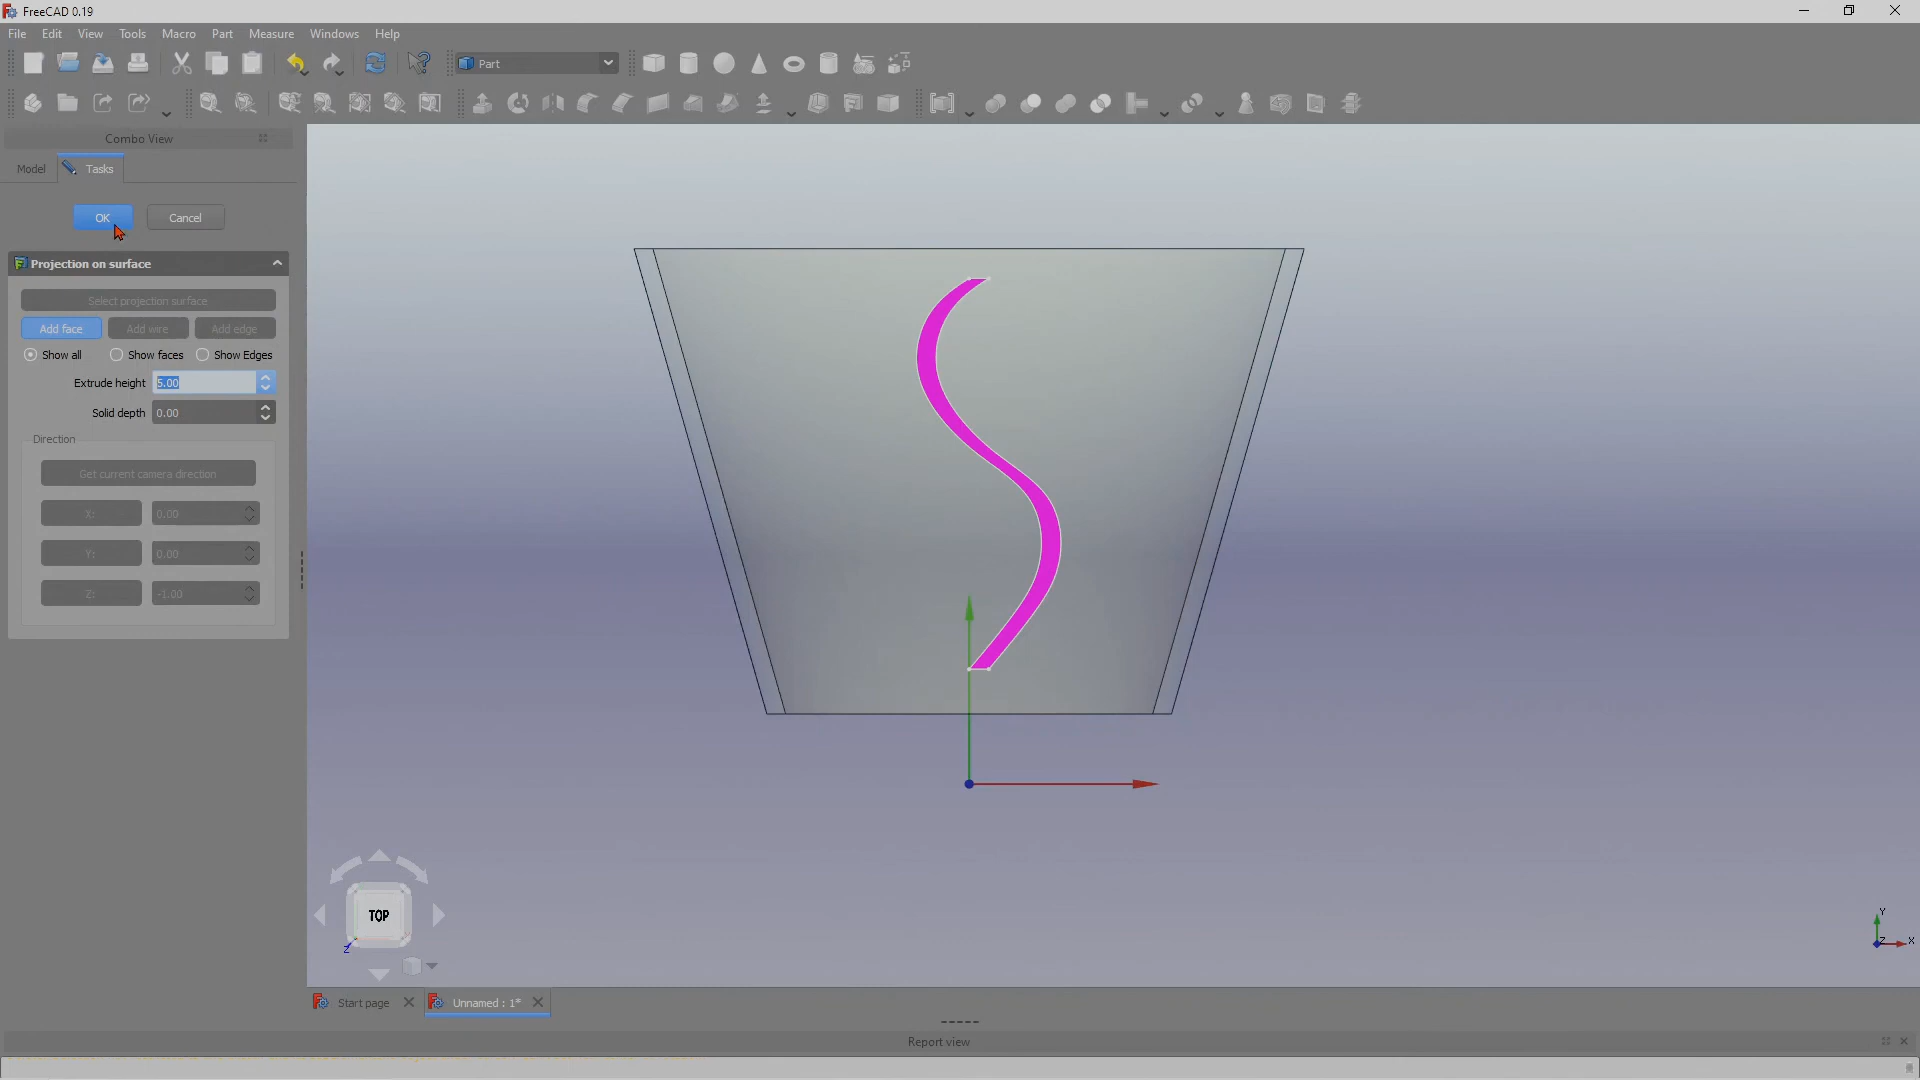 FreeCAD 0.19
File Edit View Tools Macro Part Measure Windows Help
Part
Combo View
Model Tasks
OK Cancel
Projection on surface
Select projection surface
Add face Add wire Add edge
Show all Show faces Show Edges
Extrude height 5.00
Solid depth 0.00
Direction
Get current camera direction
X: 0.00
Y: 0.00
Z: -1.00
TOP
Z
Y
Z X
Start page Unnamed : 1*
Report view